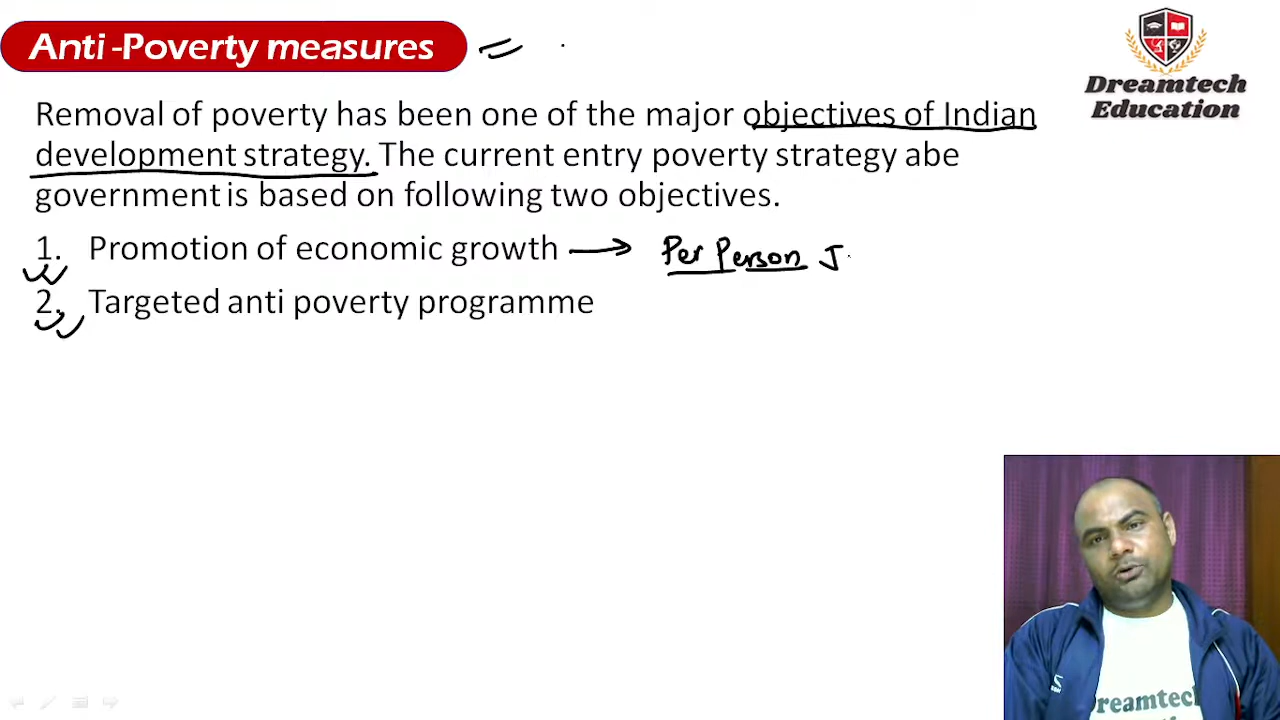 Anti -Poverty measures
Dreamtech
Education
Removal of poverty has been one of the major objectives of Indian
development strategy. The current entry poverty strategy abe
government is based on following two objectives.
1. Promotion of economic growth → Per Person I
2. Targeted anti poverty programme
Dreamtech